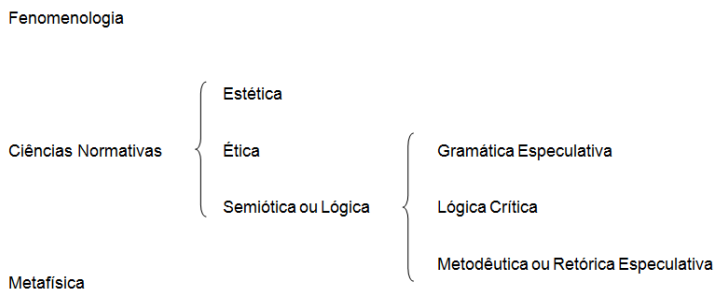 Fenomenologia
Estética
Ciências Normativas
Ética
Gramática Especulativa
Semiótica ou Lógica
Lógica Crítica
Metodêutica ou Retórica Especulativa
Metafísica